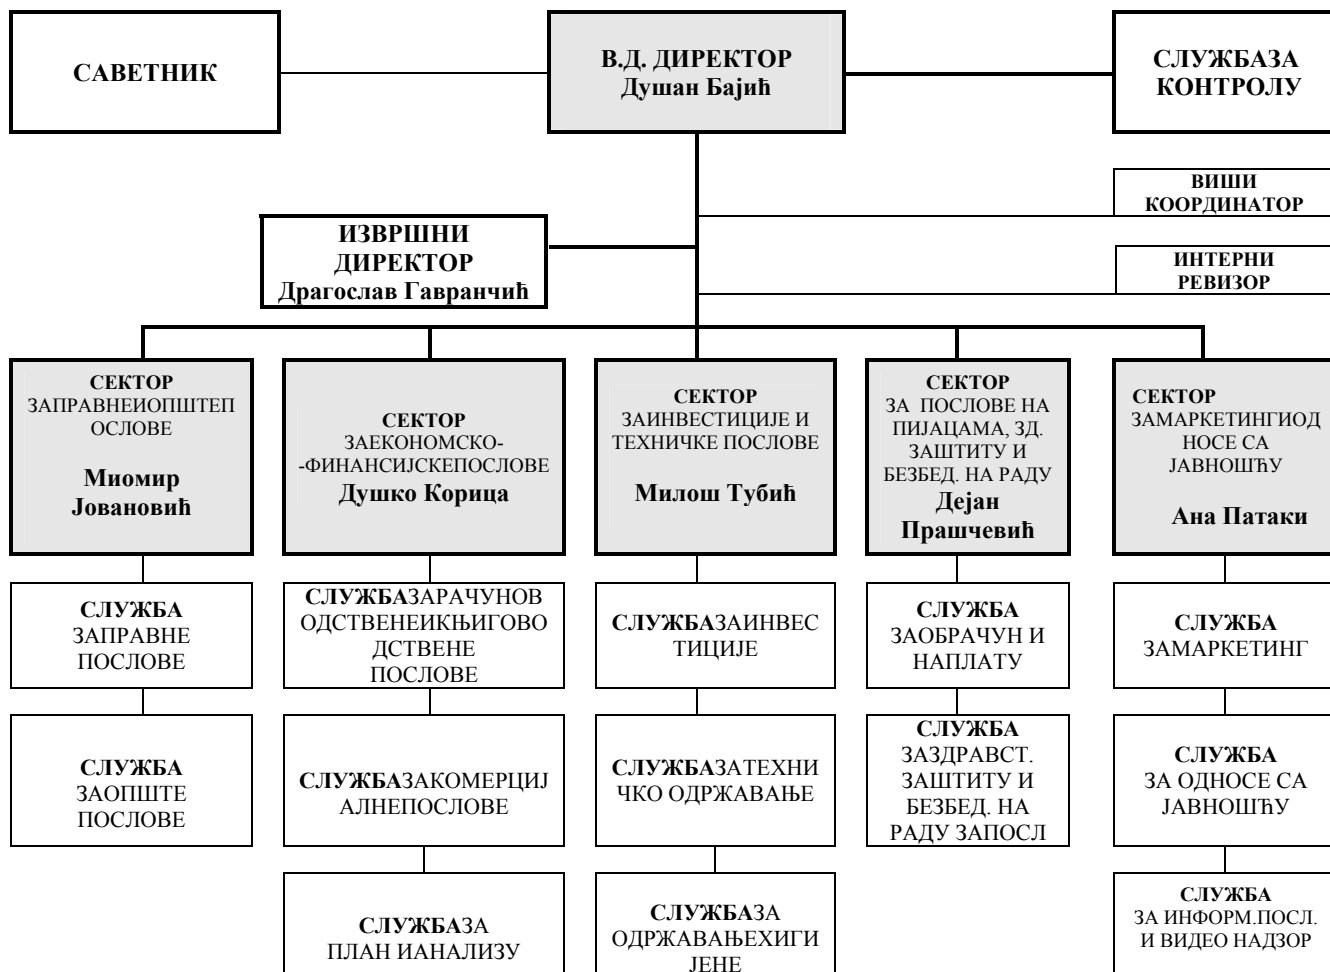 САВЕТНИК
В.Д. ДИРЕКТОР
Душан Бајић
СЛУЖБАЗА
КОНТРОЛУ
ВИШИ
КООРДИНАТОР
ИЗВРШНИ
ДИРЕКТОР
Драгослав Гавранчић
ИНТЕРНИ
РЕВИЗОР
СЕКТОР
ЗАПРАВНЕИОПШТЕП
ОСЛОВЕ
Миомир
Јовановић
СЕКТОР
ЗАЕКОНОМСКО-
-ФИНАНСИЈСКЕПОСЛОВЕ
Душко Корица
СЕКТОР
ЗАИНВЕСТИЦИЈЕ И
ТЕХНИЧКЕ ПОСЛОВЕ
Милош Тубић
СЕКТОР
ЗА ПОСЛОВЕ НА
ПИЈАЦАМА, ЗД.
ЗАШТИТУ И
БЕЗБЕД. НА РАДУ
Дејан
Прашчевић
СЕКТОР
ЗАМАРКЕТИНГИОД
НОСЕ СА
ЈАВНОШЋУ
Ана Патаки
СЛУЖБА
ЗАПРАВНЕ
ПОСЛОВЕ
СЛУЖБАЗАРАЧУНОВ
ОДСТВЕНЕИКЊИГОВО
ДСТВЕНЕ
ПОСЛОВЕ
СЛУЖБАЗАИНВЕС
ТИЦИЈЕ
СЛУЖБА
ЗАОБРАЧУН И
НАПЛАТУ
СЛУЖБА
ЗАМАРКЕТИНГ
СЛУЖБА
ЗАОПШТЕ
ПОСЛОВЕ
СЛУЖБАЗАКОМЕРЦИЈ
АЛНЕПОСЛОВЕ
СЛУЖБАЗАТЕХНИ
ЧКО ОДРЖАВАЊЕ
СЛУЖБА
ЗАЗДРАВСТ.
ЗАШТИТУ И
БЕЗБЕД. НА
РАДУ ЗАПОСЛ
СЛУЖБА
ЗА ОДНОСЕ СА
ЈАВНОШЋУ
СЛУЖБАЗА
ПЛАН ИАНАЛИЗУ
СЛУЖБАЗА
ОДРЖАВАЊЕХИГИ
ЈЕНЕ
СЛУЖБА
ЗА ИНФОРМ.ПОСЛ.
И ВИДЕО НАДЗОР